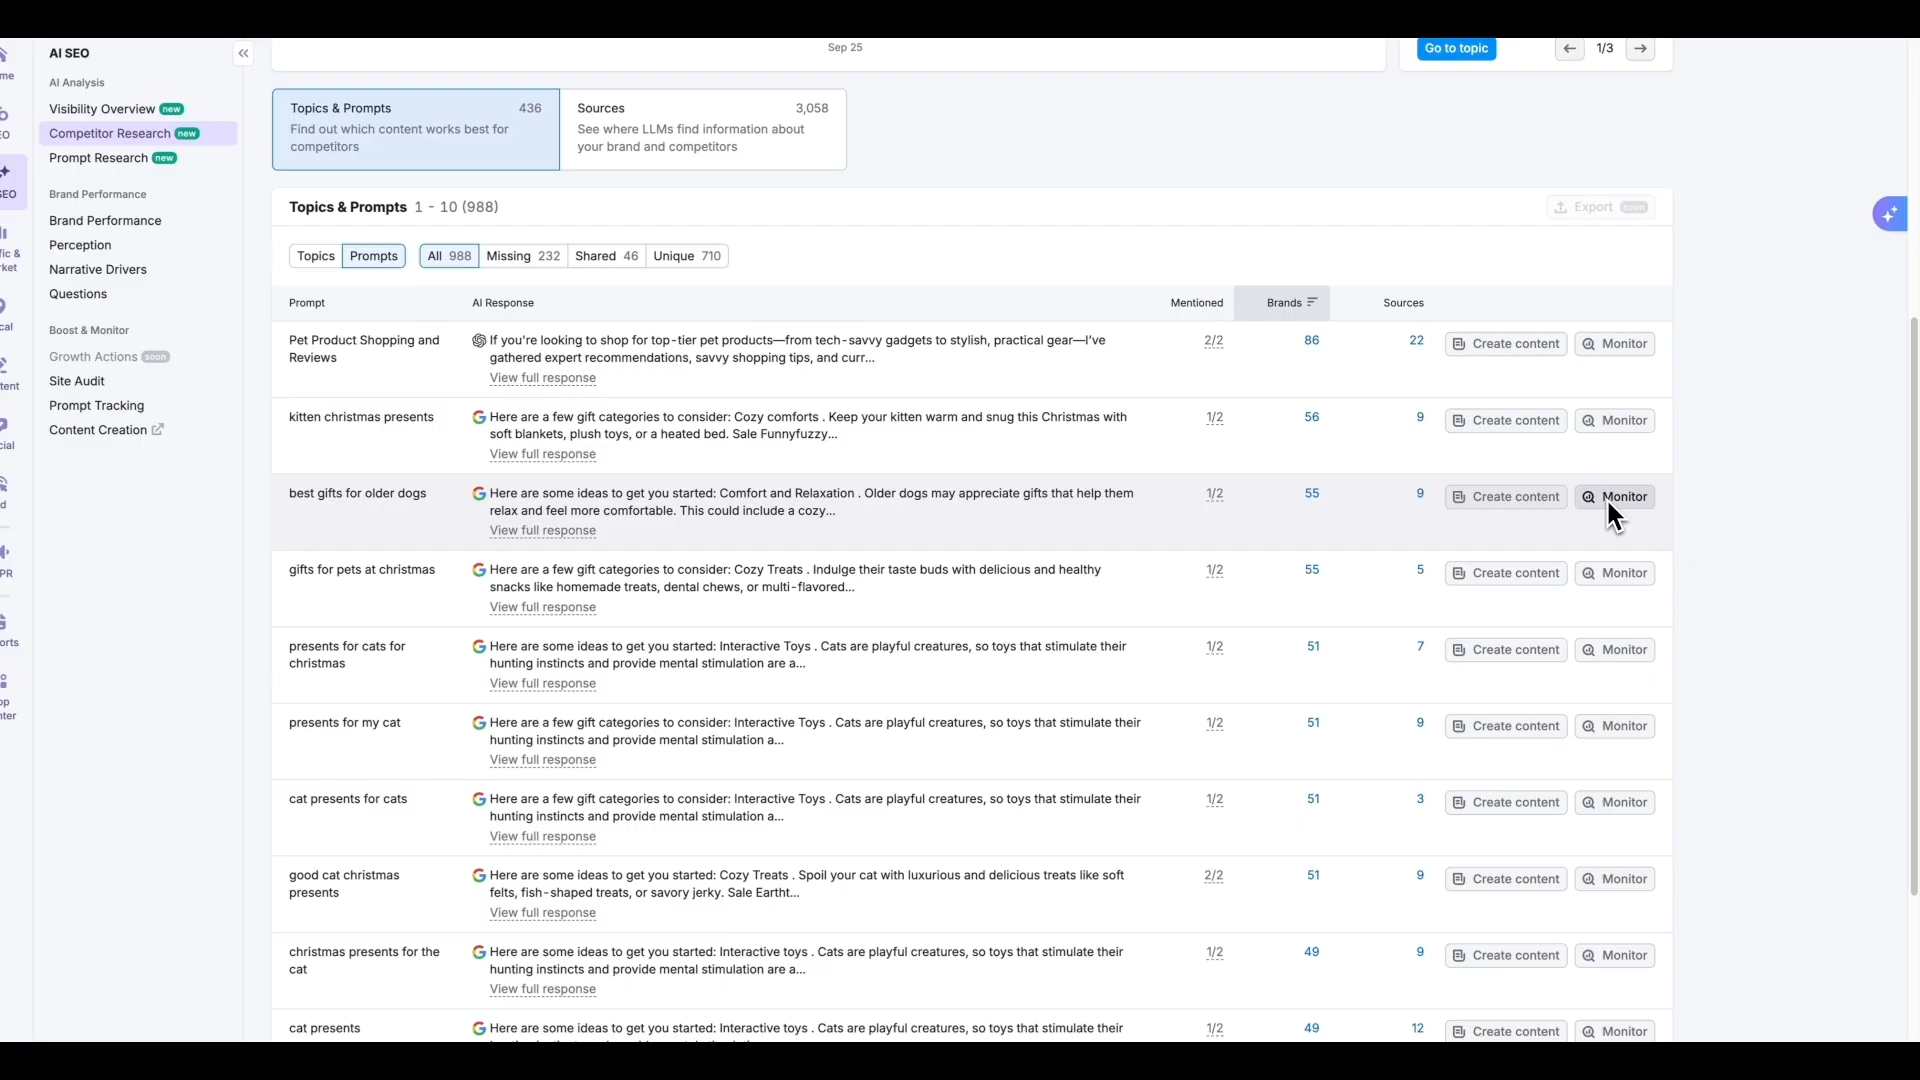 AI SEO
AI Analysis
Visibility Overview new
Competitor Research new
Prompt Research new
Brand Performance
Brand Performance
Perception
Narrative Drivers
Questions
Boost & Monitor
Growth Actions soon
Site Audit
Prompt Tracking
Content Creation
Sep 25
Go to topic
1/3
Topics & Prompts 436
Find out which content works best for
competitors
Sources 3,058
See where LLMs find information about
your brand and competitors
Topics & Prompts 1 - 10 (988)
Export soon
Topics Prompts All 988 Missing 232 Shared 46 Unique 710
Prompt AI Response Mentioned Brands Sources
Pet Product Shopping and
Reviews
If you're looking to shop for top-tier pet products—from tech-savvy gadgets to stylish, practical gear—I've
gathered expert recommendations, savvy shopping tips, and curr...
View full response
2/2 86 22 Create content Monitor
kitten christmas presents
Here are a few gift categories to consider: Cozy comforts . Keep your kitten warm and snug this Christmas with
soft blankets, plush toys, or a heated bed. Sale Funnyfuzzy...
View full response
1/2 56 9 Create content Monitor
best gifts for older dogs
Here are some ideas to get you started: Comfort and Relaxation . Older dogs may appreciate gifts that help them
relax and feel more comfortable. This could include a cozy...
View full response
1/2 55 9 Create content Monitor
gifts for pets at christmas
Here are a few gift categories to consider: Cozy Treats . Indulge their taste buds with delicious and healthy
snacks like homemade treats, dental chews, or multi-flavored...
View full response
1/2 55 5 Create content Monitor
presents for cats for
christmas
Here are some ideas to get you started: Interactive Toys . Cats are playful creatures, so toys that stimulate their
hunting instincts and provide mental stimulation are a...
View full response
1/2 51 7 Create content Monitor
presents for my cat
Here are a few gift categories to consider: Interactive Toys . Cats are playful creatures, so toys that stimulate their
hunting instincts and provide mental stimulation a...
View full response
1/2 51 9 Create content Monitor
cat presents for cats
Here are a few gift categories to consider: Interactive Toys . Cats are playful creatures, so toys that stimulate their
hunting instincts and provide mental stimulation a...
View full response
1/2 51 3 Create content Monitor
good cat christmas
presents
Here are some ideas to get you started: Cozy Treats . Spoil your cat with luxurious and delicious treats like soft
felts, fish-shaped treats, or savory jerky. Sale Eartht...
View full response
2/2 51 9 Create content Monitor
christmas presents for the
cat
Here are some ideas to get you started: Interactive toys . Cats are playful creatures, so toys that stimulate their
hunting instincts and provide mental stimulation are a...
View full response
1/2 49 9 Create content Monitor
cat presents
Here are some ideas to get you started: Interactive toys . Cats are playful creatures, so toys that stimulate their
1/2 49 12 Create content Monitor